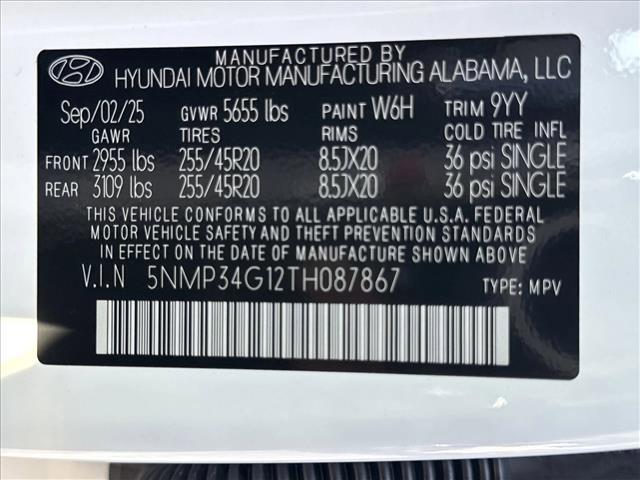 MANUFACTURED BY
HYUNDAI MOTOR MANUFACTURING ALABAMA, LLC
Sep/02/25 GVWR 5655 lbs PAINT W6H TRIM 9YY
GAWR TIRES RIMS COLD TIRE INFL
FRONT 2955 lbs 255/45R20 8.5JX20 36 psi SINGLE
REAR 3109 lbs 255/45R20 8.5JX20 36 psi SINGLE
THIS VEHICLE CONFORMS TO ALL APPLICABLE U.S.A. FEDERAL
MOTOR VEHICLE SAFETY AND THEFT PREVENTION STANDARDS
IN EFFECT ON THE DATE OF MANUFACTURE SHOWN ABOVE
V.I.N 5NMP34G12TH087867 TYPE: MPV